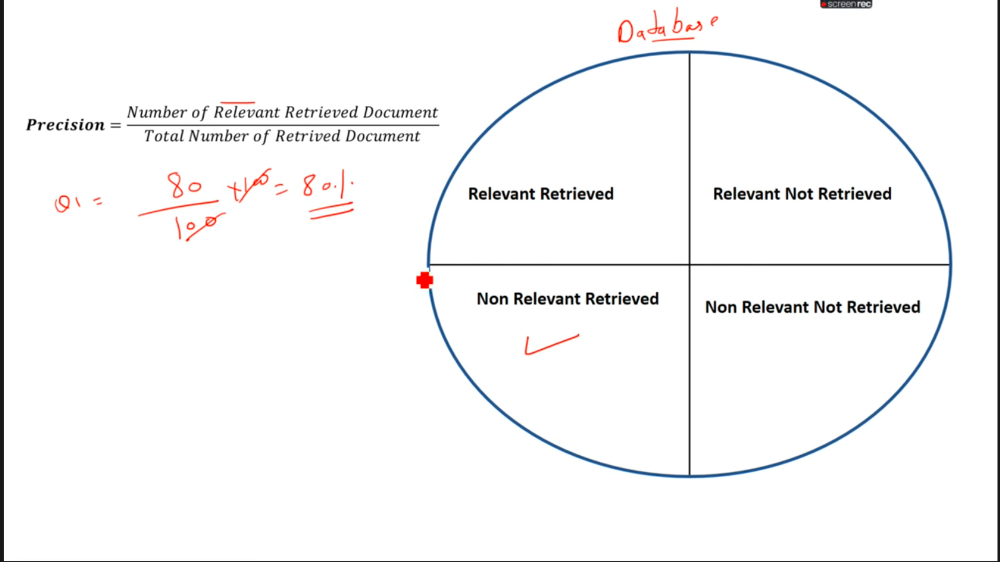 screenrec
Database
Precision = Number of Relevant Retrieved Document / Total Number of Retrived Document
Q1 = 80 / 100 × 100 = 80%
Relevant Retrieved
Relevant Not Retrieved
Non Relevant Retrieved
Non Relevant Not Retrieved